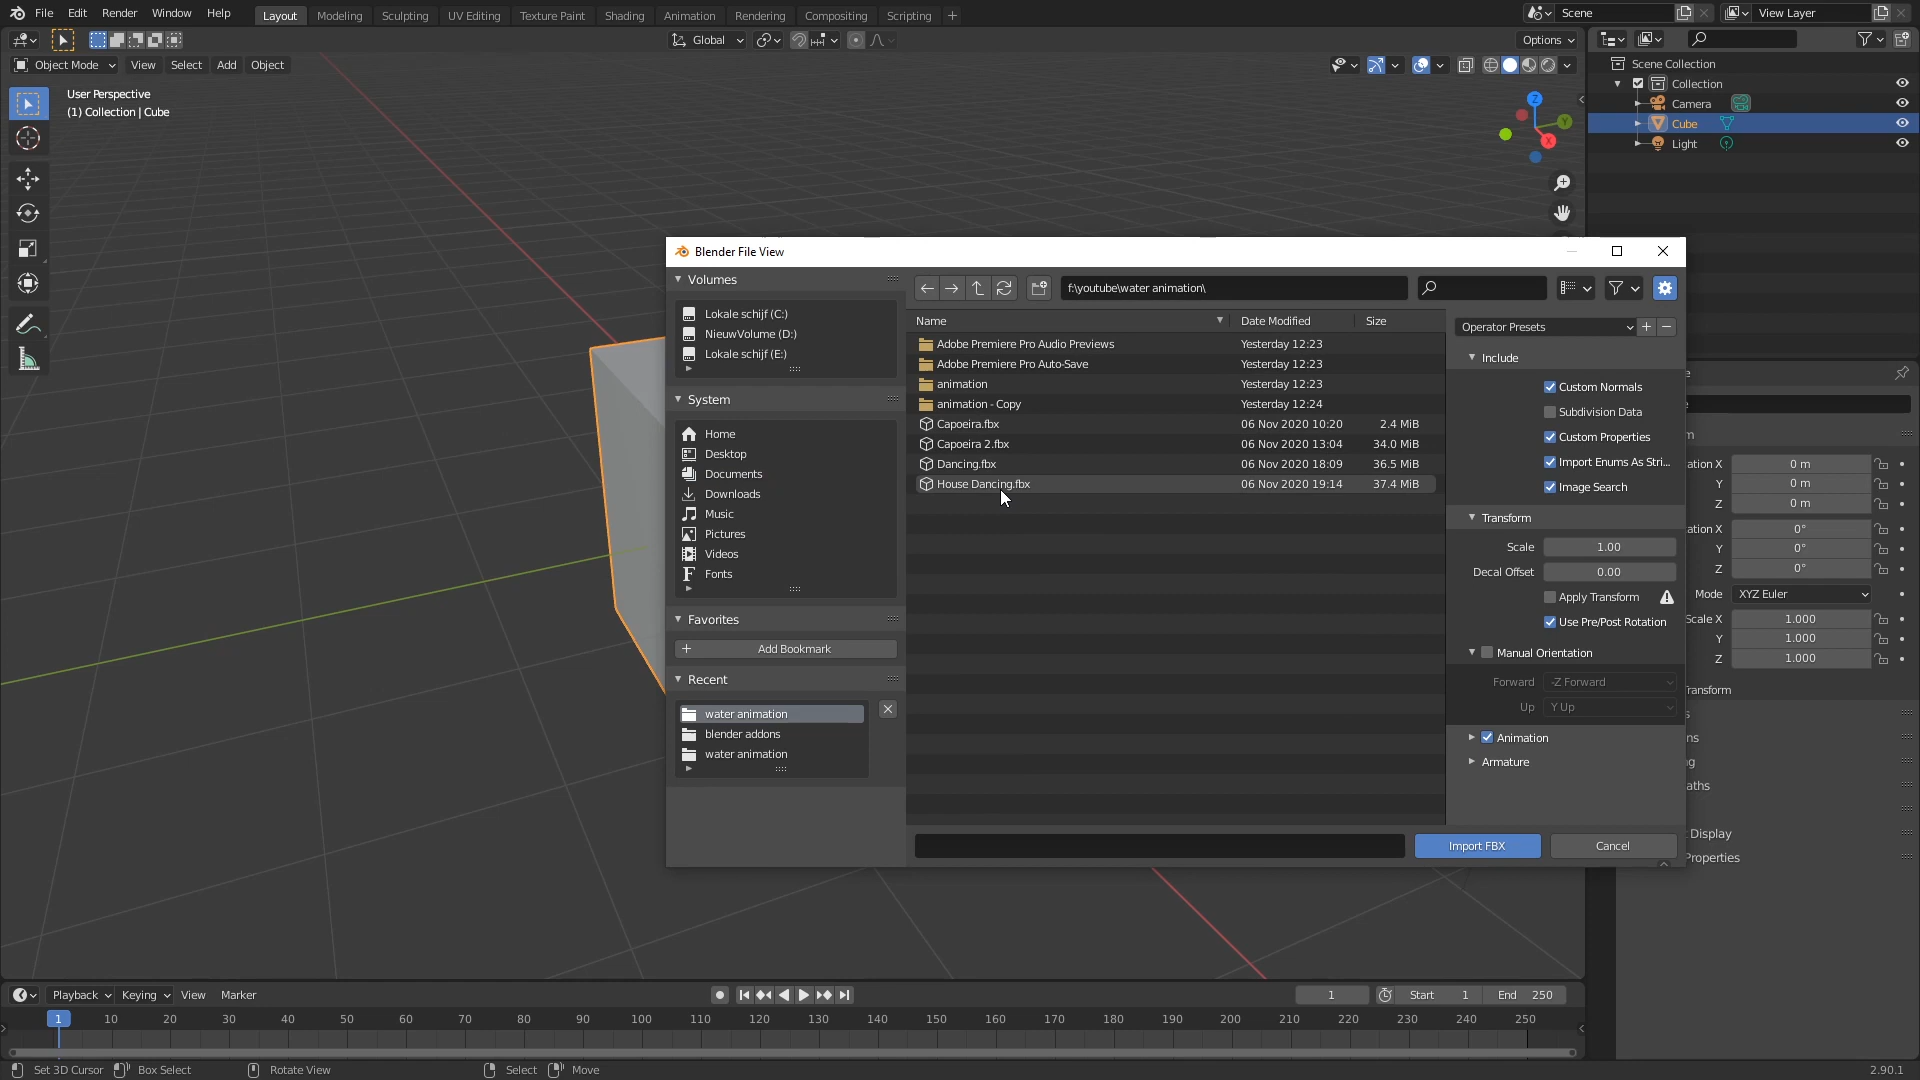 File Edit Render Window Help Layout Modeling Sculpting UV Editing Texture Paint Shading Animation Rendering Compositing Scripting + Scene View Layer
Global Options
Object Mode View Select Add Object
User Perspective
(1) Collection | Cube
Z
Y
X
Scene Collection
Collection
Camera
Cube
Light
Blender File View
Volumes
Lokale schijf (C:)
NieuwVolume (D:)
Lokale schijf (E:)
System
Home
Desktop
Documents
Downloads
Music
Pictures
Videos
Fonts
Favorites
+ Add Bookmark
Recent
water animation
blender addons
water animation
f:\youtube\water animation\
Name Date Modified Size
Adobe Premiere Pro Audio Previews Yesterday 12:23
Adobe Premiere Pro Auto-Save Yesterday 12:23
animation Yesterday 12:23
animation - Copy Yesterday 12:24
Capoeira.fbx 06 Nov 2020 10:20 2.4 MiB
Capoeira 2.fbx 06 Nov 2020 13:04 34.0 MiB
Dancing.fbx 06 Nov 2020 18:09 36.5 MiB
House Dancing.fbx 06 Nov 2020 19:14 37.4 MiB
Operator Presets + −
Include
Custom Normals
Subdivision Data
Custom Properties
Import Enums As Stri...
Image Search
Transform
Scale 1.00
Decal Offset 0.00
Apply Transform
Use Pre/Post Rotation
Manual Orientation
Forward -Z Forward
Up Y Up
Animation
Armature
Import FBX Cancel
ation X 0 m
Y 0 m
Z 0 m
ation X 0°
Y 0°
Z 0°
Mode XYZ Euler
Scale X 1.000
Y 1.000
Z 1.000
Transform
s
ns
g
aths
Display
Properties
Playback Keying View Marker 1 Start 1 End 250
1 10 20 30 40 50 60 70 80 90 100 110 120 130 140 150 160 170 180 190 200 210 220 230 240 250
Set 3D Cursor Box Select Rotate View Select Move 2.90.1